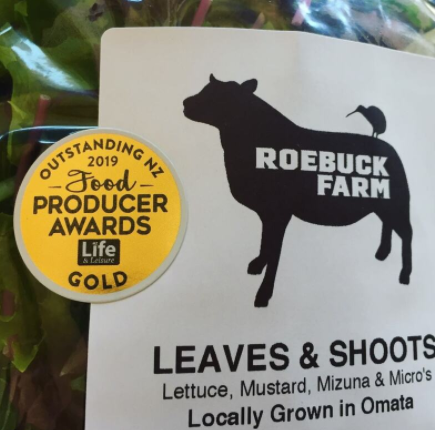 OUTSTANDING NZ
2019
Food
PRODUCER
AWARDS
Life
& Leisure
GOLD
ROEBUCK
FARM
LEAVES & SHOOTS
Lettuce, Mustard, Mizuna & Micro's
Locally Grown in Omata